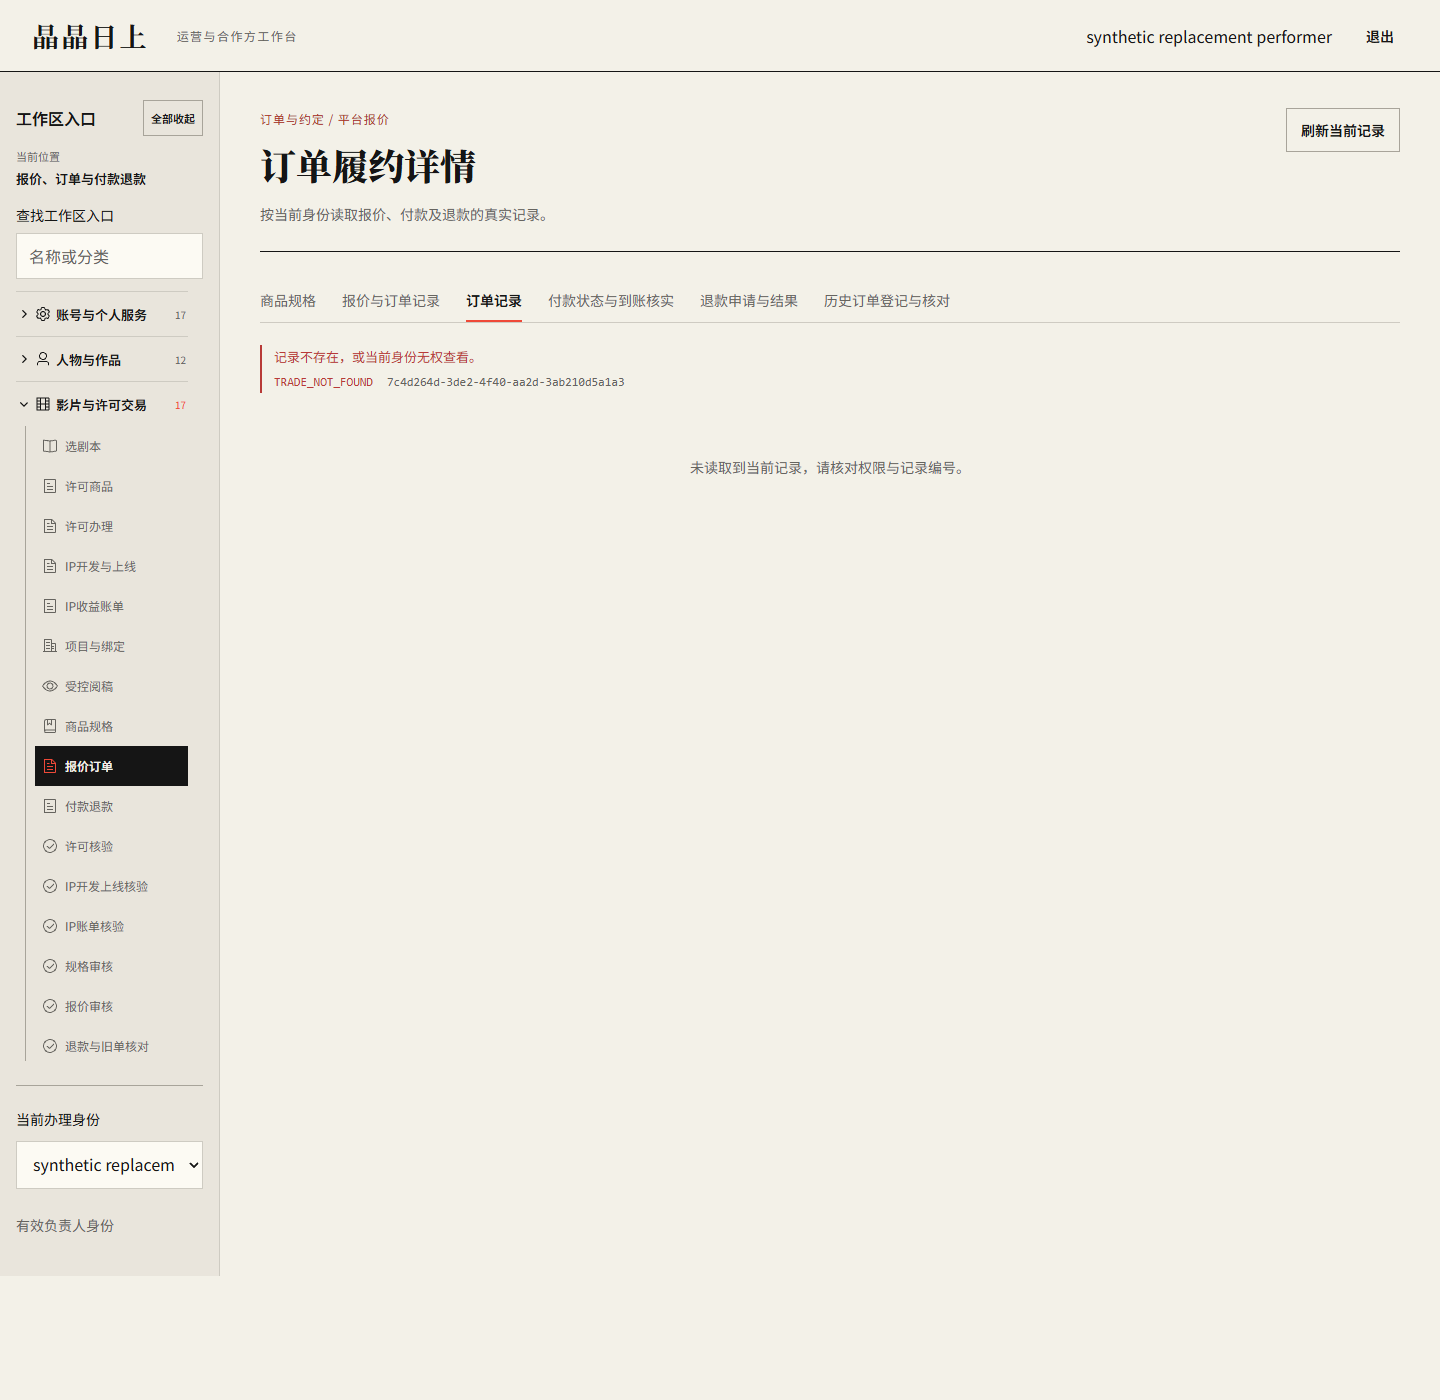 晶晶日上
运营与合作方工作台
synthetic replacement performer
退出
工作区入口
全部收起
当前位置
报价、订单与付款退款
查找工作区入口
名称或分类
账号与个人服务 17
人物与作品 12
影片与许可交易 17
选剧本
许可商品
许可办理
IP开发与上线
IP收益账单
项目与绑定
受控阅稿
商品规格
报价订单
付款退款
许可核验
IP开发上线核验
IP账单核验
规格审核
报价审核
退款与旧单核对
当前办理身份
synthetic replacem
有效负责人身份
订单与约定 / 平台报价
订单履约详情
按当前身份读取报价、付款及退款的真实记录。
刷新当前记录
商品规格 报价与订单记录 订单记录 付款状态与到账核实 退款申请与结果 历史订单登记与核对
记录不存在，或当前身份无权查看。
TRADE_NOT_FOUND 7c4d264d-3de2-4f40-aa2d-3ab210d5a1a3
未读取到当前记录，请核对权限与记录编号。